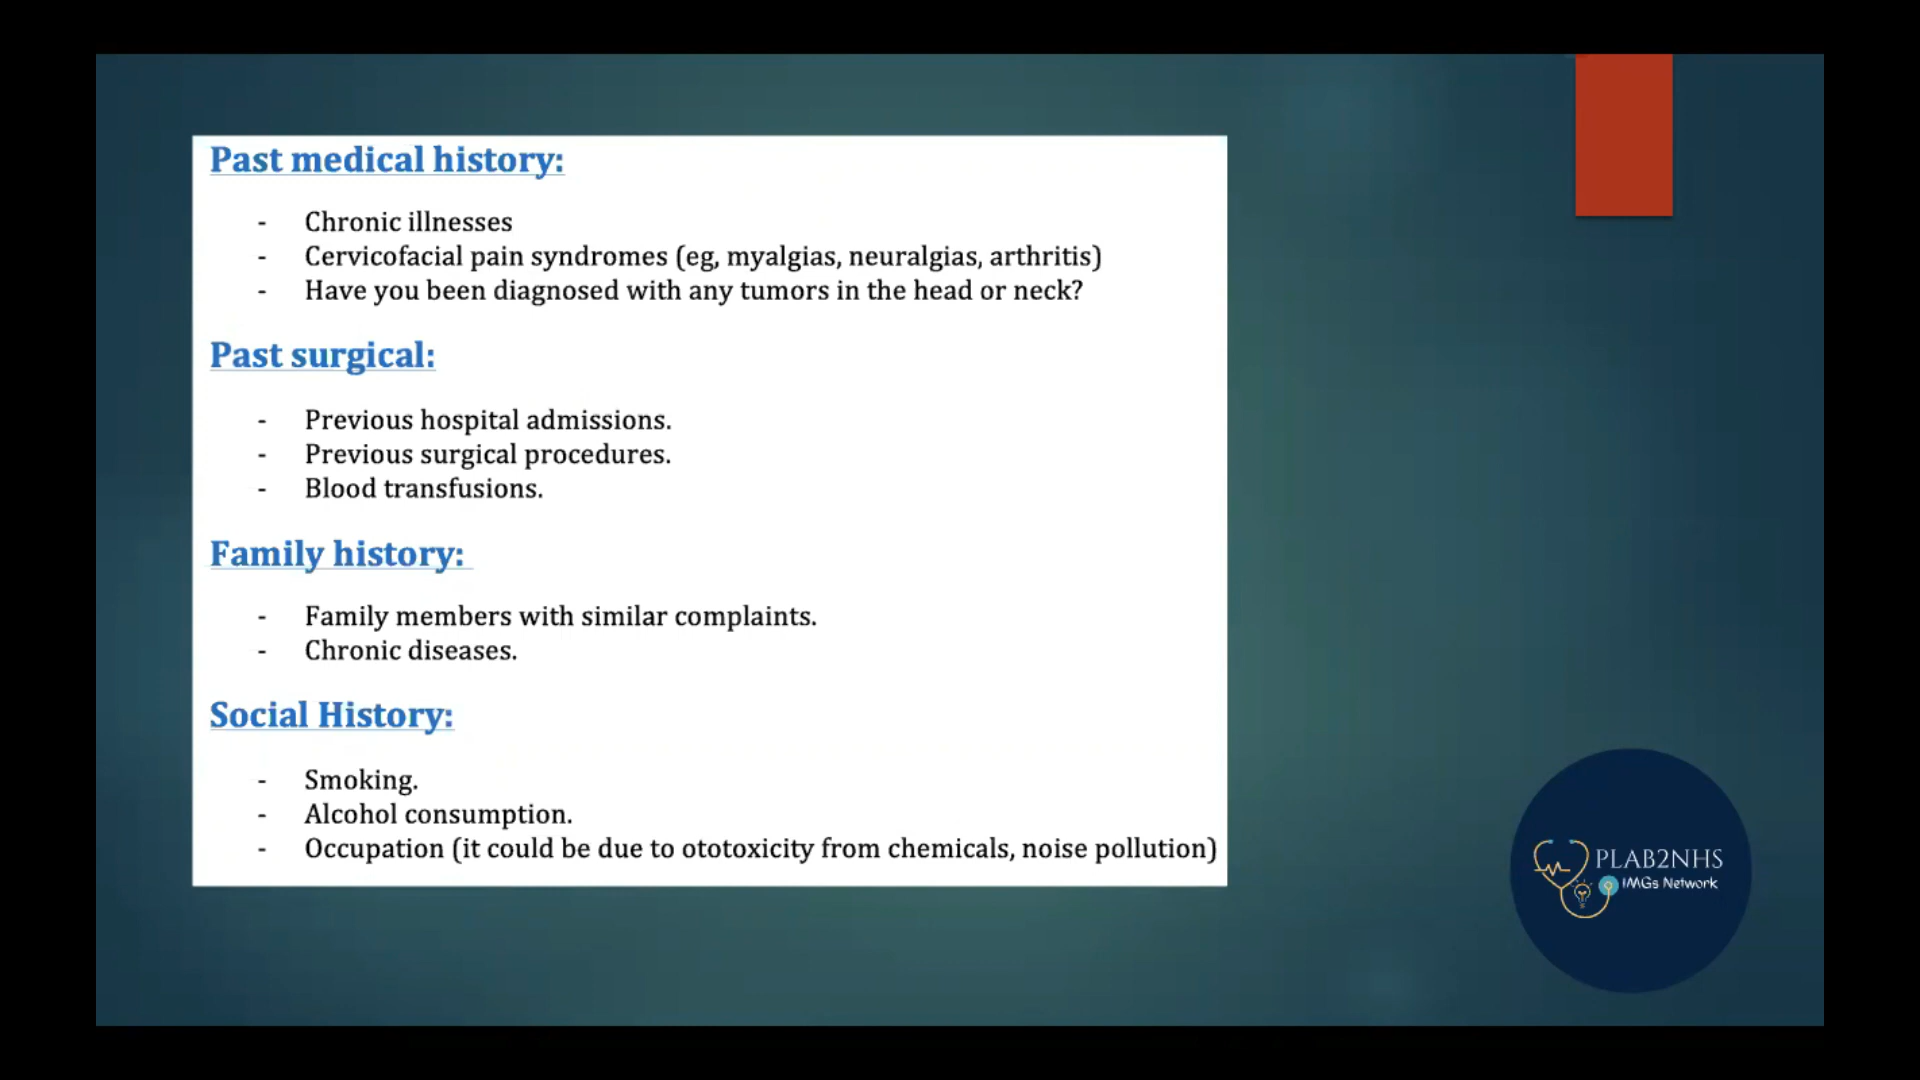 Past medical history:
- Chronic illnesses
- Cervicofacial pain syndromes (eg, myalgias, neuralgias, arthritis)
- Have you been diagnosed with any tumors in the head or neck?
Past surgical:
- Previous hospital admissions.
- Previous surgical procedures.
- Blood transfusions.
Family history:
- Family members with similar complaints.
- Chronic diseases.
Social History:
- Smoking.
- Alcohol consumption.
- Occupation (it could be due to ototoxicity from chemicals, noise pollution)
PLAB2NHS
IMGs Network